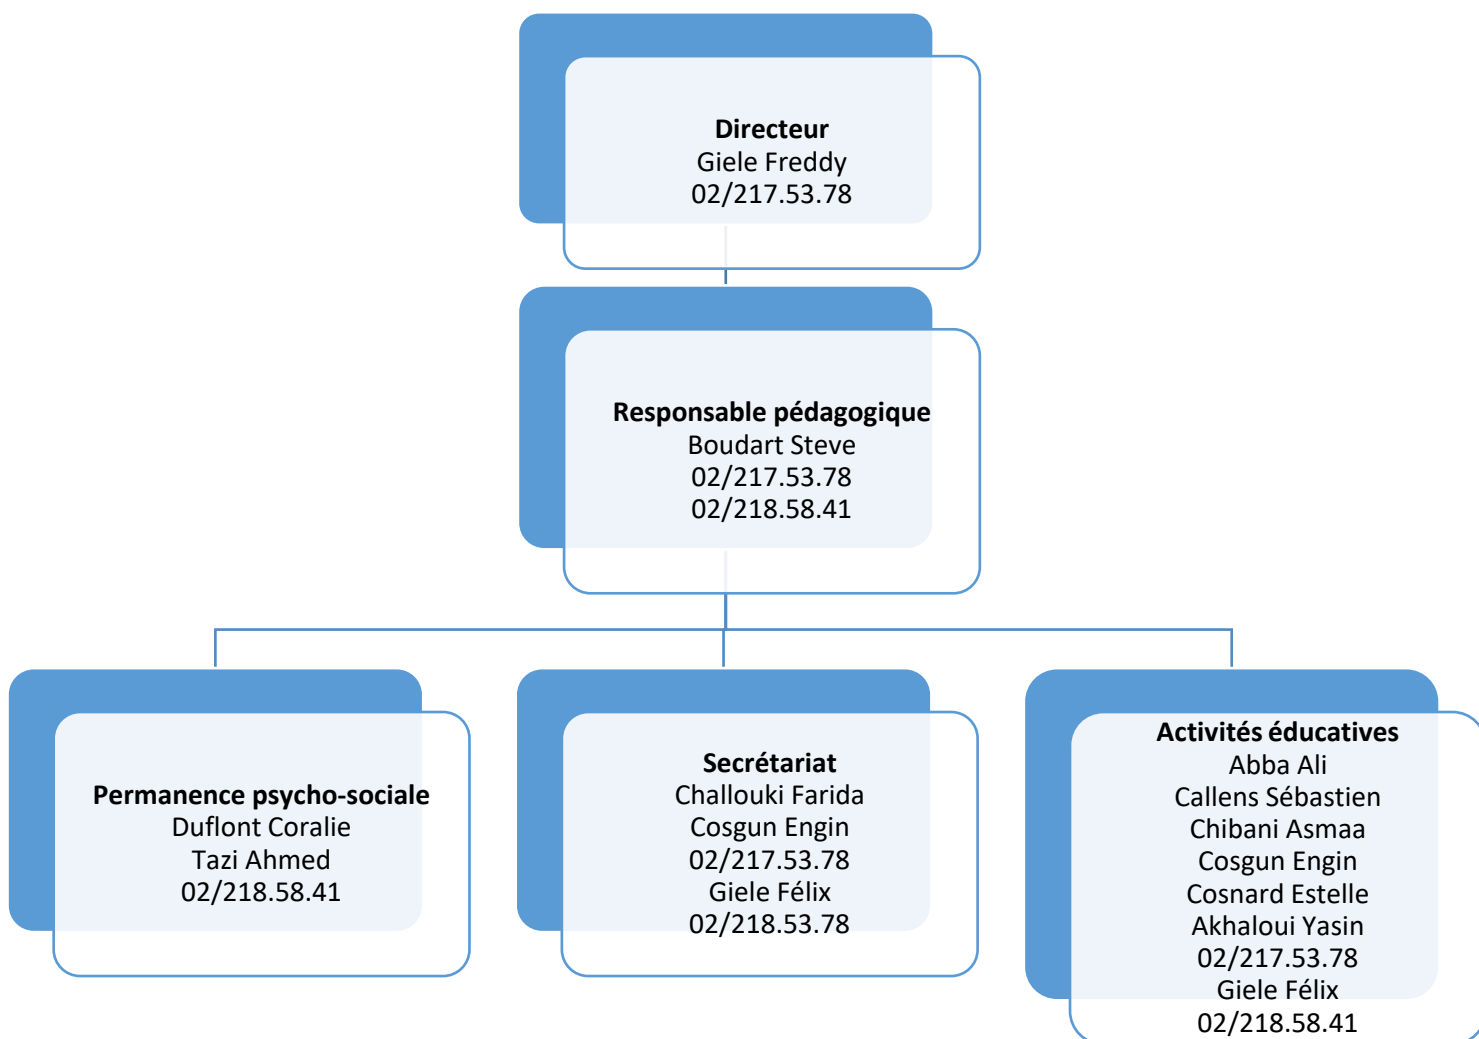 Directeur
Giele Freddy
02/217.53.78
Responsable pédagogique
Boudart Steve
02/217.53.78
02/218.58.41
Permanence psycho-sociale
Duflont Coralie
Tazi Ahmed
02/218.58.41
Secrétariat
Challouki Farida
Cosgun Engin
02/217.53.78
Giele Félix
02/218.53.78
Activités éducatives
Abba Ali
Callens Sébastien
Chibani Asmaa
Cosgun Engin
Cosnard Estelle
Akhaloui Yasin
02/217.53.78
Giele Félix
02/218.58.41